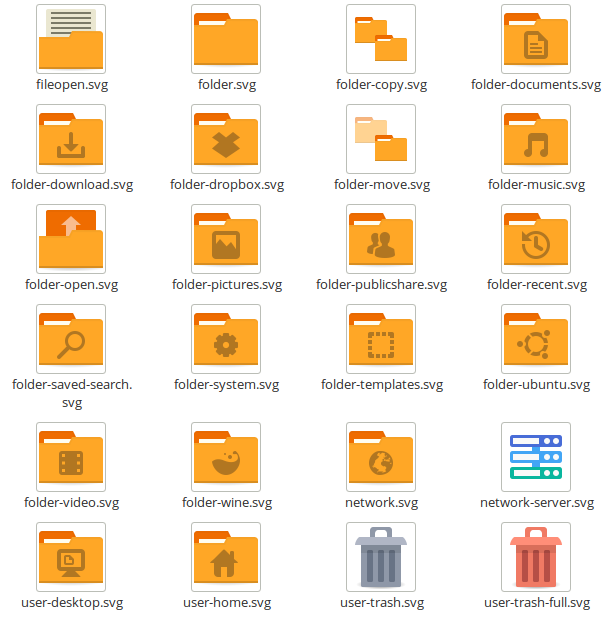 fileopen.svg
folder.svg
folder-copy.svg
folder-documents.svg
folder-download.svg
folder-dropbox.svg
folder-move.svg
folder-music.svg
folder-open.svg
folder-pictures.svg
folder-publicshare.svg
folder-recent.svg
folder-saved-search.
svg
folder-system.svg
folder-templates.svg
folder-ubuntu.svg
folder-video.svg
folder-wine.svg
network.svg
network-server.svg
user-desktop.svg
user-home.svg
user-trash.svg
user-trash-full.svg